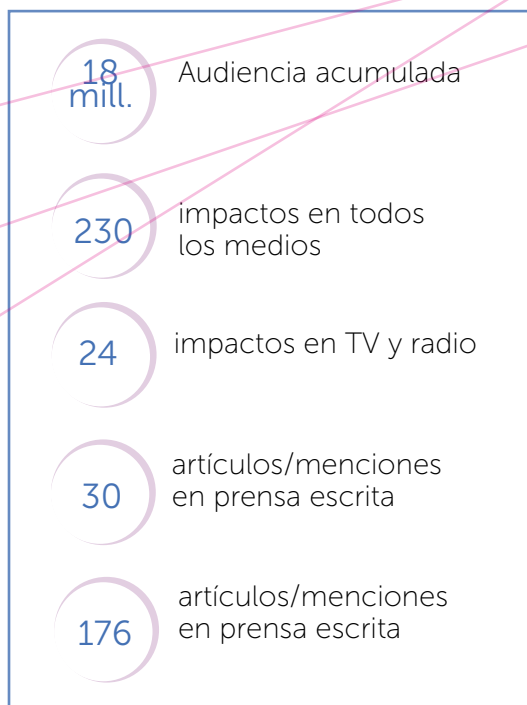 18
mill.
Audiencia acumulada
230
impactos en todos
los medios
24
impactos en TV y radio
30
artículos/menciones
en prensa escrita
176
artículos/menciones
en prensa escrita